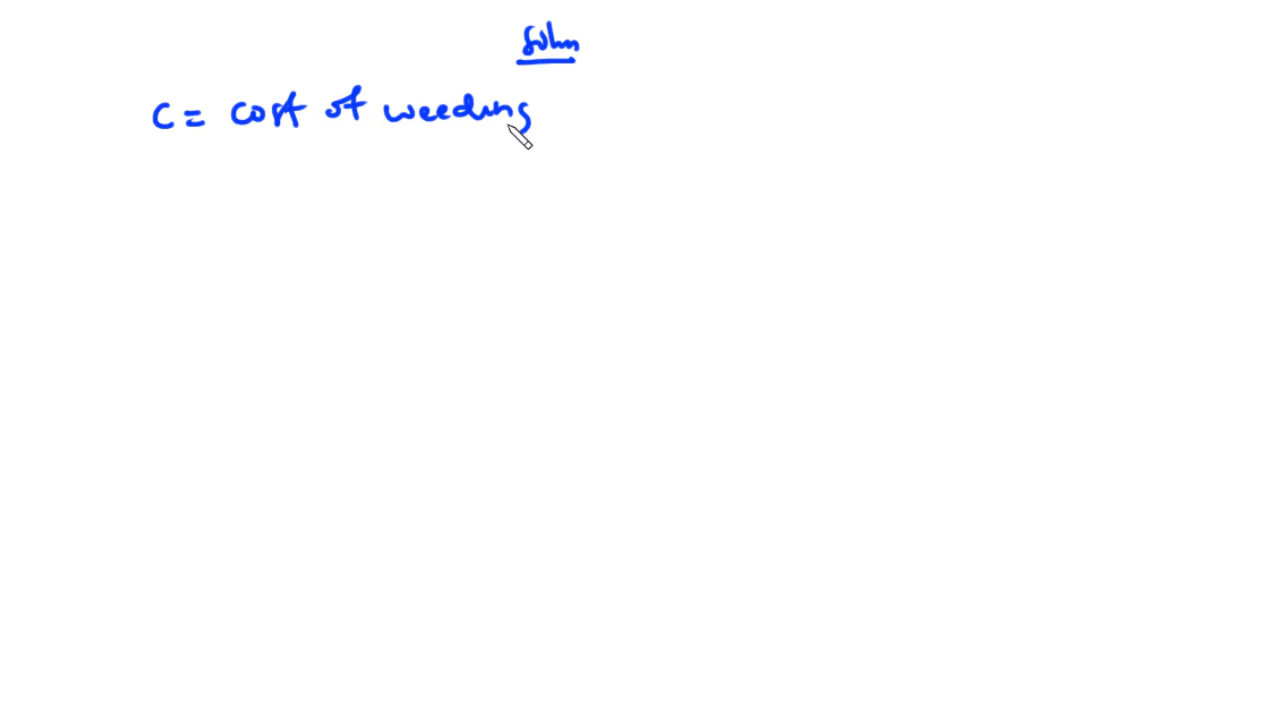 Soln
C = cost of weeding